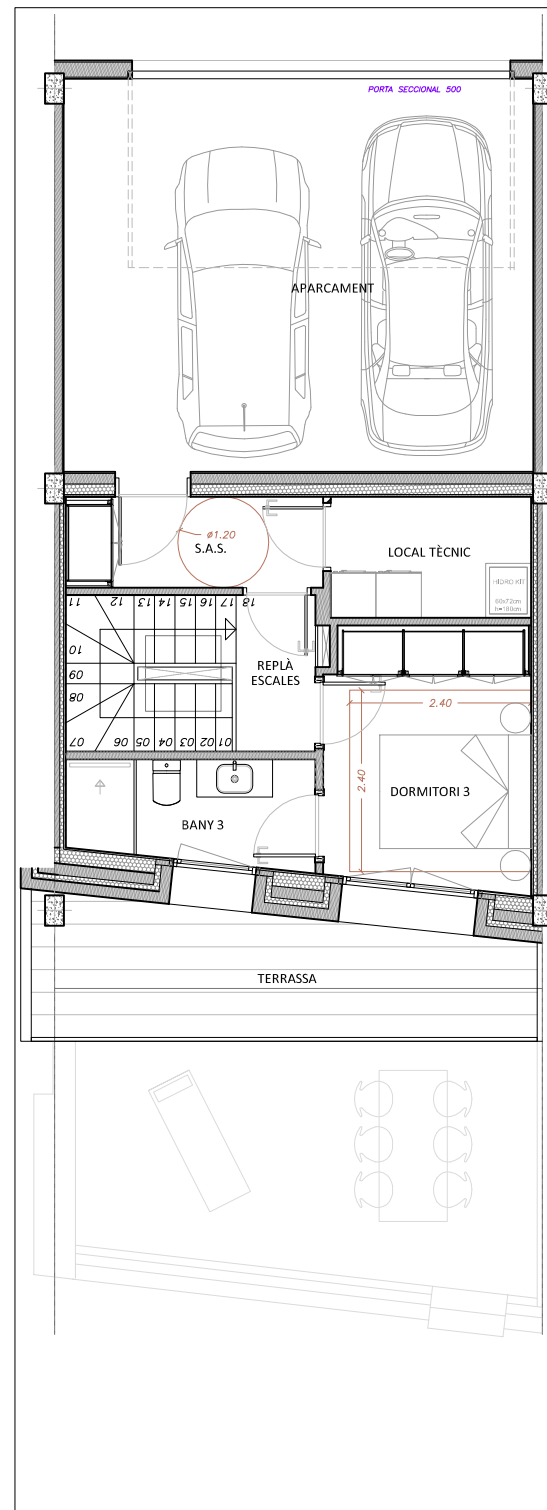 PORTA SECCIONAL 500
APARCAMENT
ø1.20
S.A.S.
LOCAL TÈCNIC
HIDRO KIT
60x72cm
h=180cm
11
12
13
14
15
16
17
18
10
09
08
07
06
05
04
03
02
01
REPLÀ
ESCALES
2.40
2.40
DORMITORI 3
BANY 3
TERRASSA